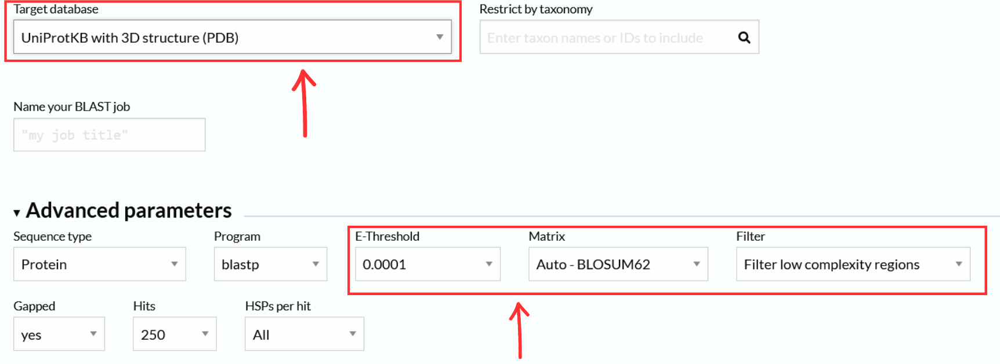 Target database
Restrict by taxonomy
UniProtKB with 3D structure (PDB)
Enter taxon names or IDs to include
Name your BLAST job
"my job title"
Advanced parameters
Sequence type
Program
E-Threshold
Matrix
Filter
Protein
blastp
0.0001
Auto - BLOSUM62
Filter low complexity regions
Gapped
Hits
HSPs per hit
yes
250
All